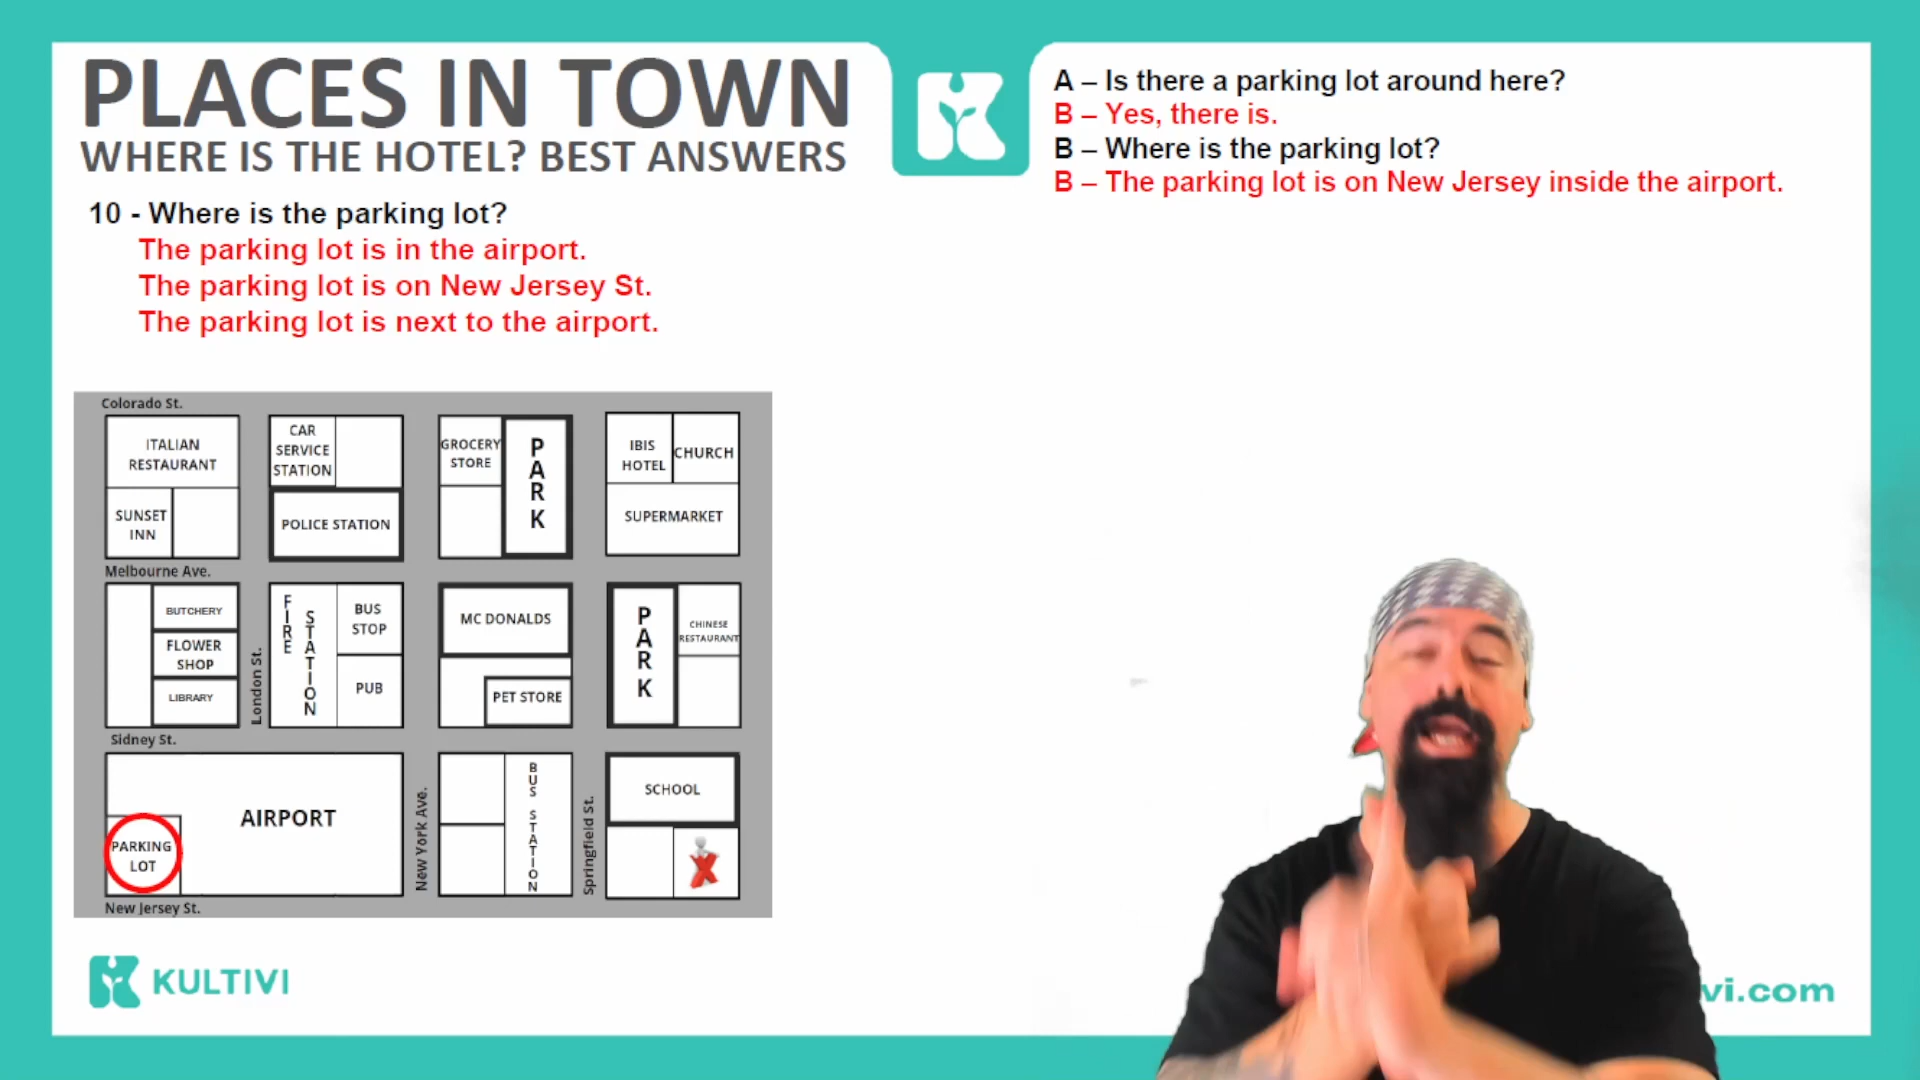 PLACES IN TOWN
WHERE IS THE HOTEL? BEST ANSWERS
10 - Where is the parking lot?
The parking lot is in the airport.
The parking lot is on New Jersey St.
The parking lot is next to the airport.
A – Is there a parking lot around here?
B – Yes, there is.
B – Where is the parking lot?
B – The parking lot is on New Jersey inside the airport.
Colorado St.
ITALIAN
RESTAURANT
CAR
SERVICE
STATION
GROCERY
STORE
PARK
IBIS
HOTEL
CHURCH
SUNSET
INN
POLICE STATION
SUPERMARKET
Melbourne Ave.
BUTCHERY
FLOWER
SHOP
LIBRARY
London St.
FIRE
STATION
BUS
STOP
PUB
MC DONALDS
PET STORE
PARK
CHINESE
RESTAURANT
Sidney St.
AIRPORT
PARKING
LOT
New York Ave.
BUS STATION
Springfield St.
SCHOOL
X
New Jersey St.
KULTIVI
vi.com